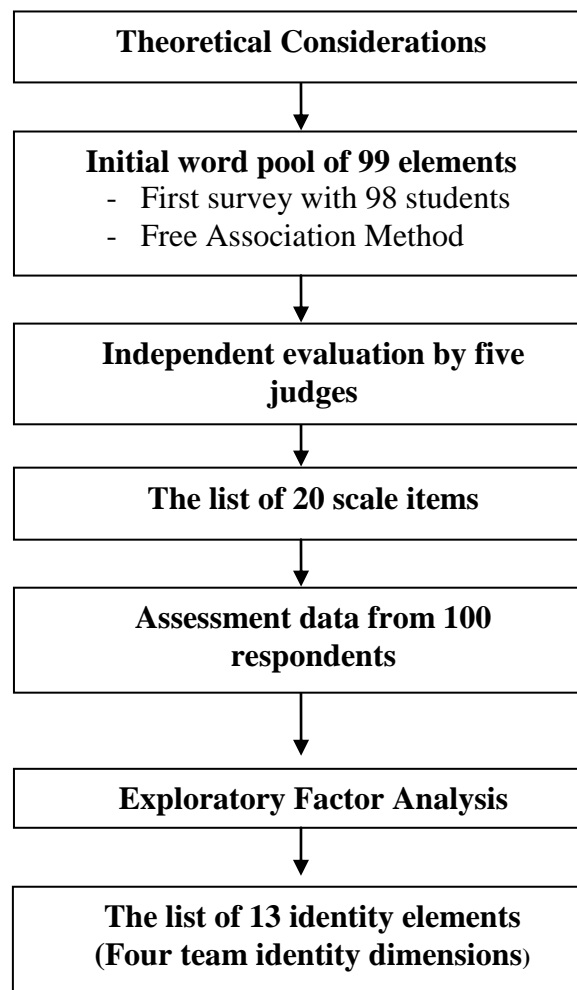 Theoretical Considerations
Initial word pool of 99 elements
- First survey with 98 students
- Free Association Method
Independent evaluation by five
judges
The list of 20 scale items
Assessment data from 100
respondents
Exploratory Factor Analysis
The list of 13 identity elements
(Four team identity dimensions)